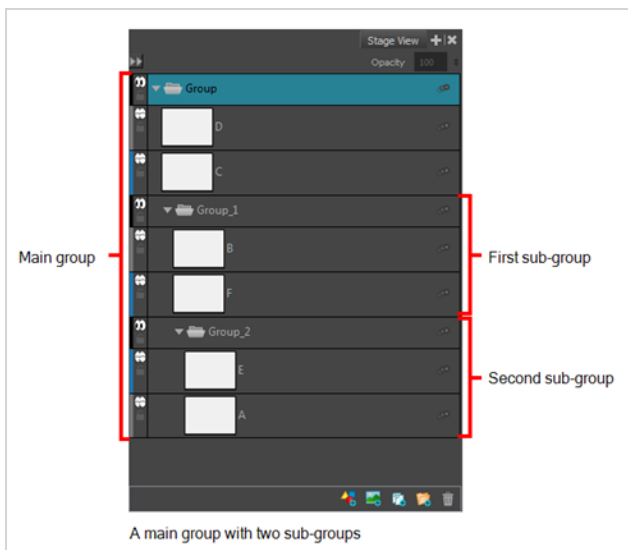 Stage View
Opacity 100
Group
D
C
Group_1
Main group
B
First sub-group
F
Group_2
E
Second sub-group
A
A main group with two sub-groups